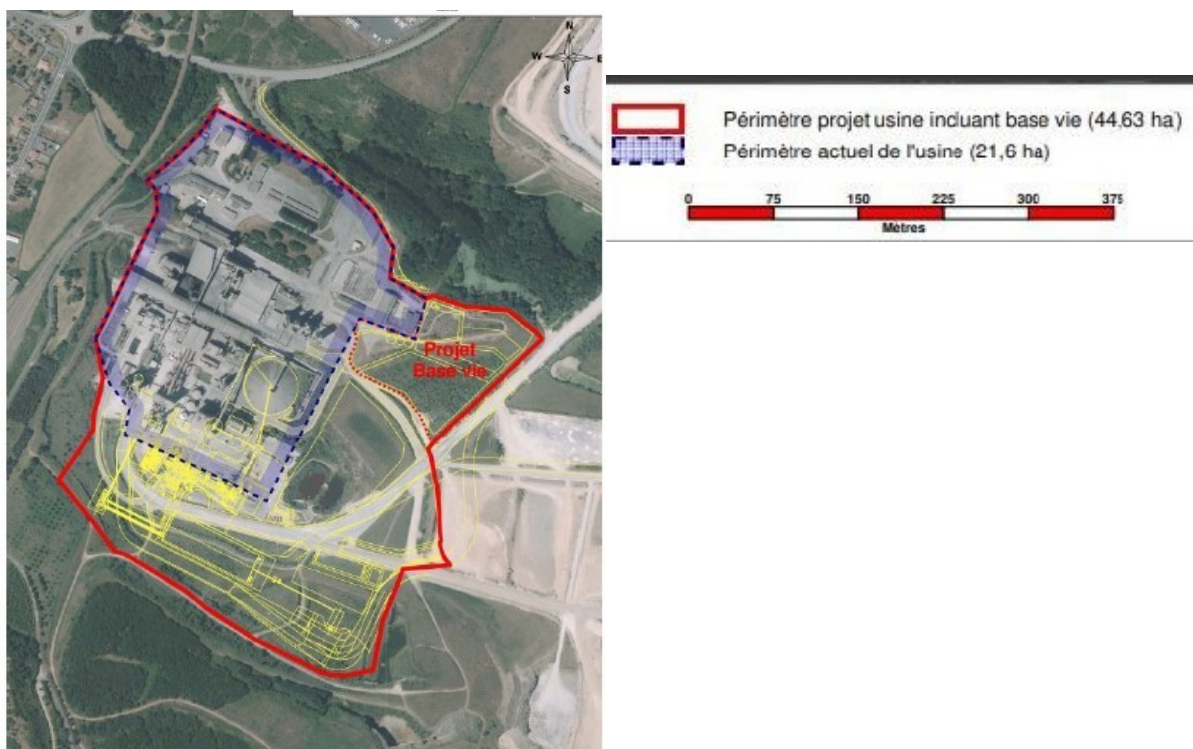 N
W E
S
Projet
Base vie
Périmètre projet usine incluant base vie (44,63 ha)
Périmètre actuel de l'usine (21,6 ha)
0 75 150 225 300 375
Mètres